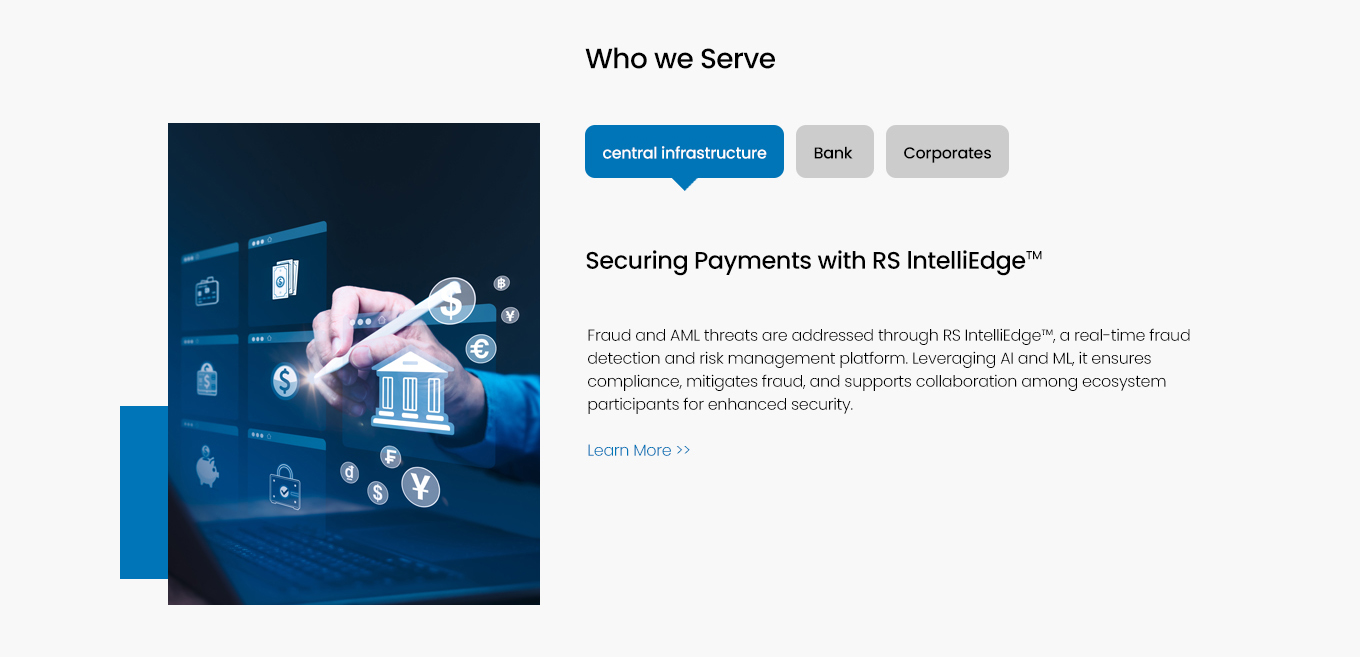 Who we Serve
central infrastructure
Bank
Corporates
Securing Payments with RS IntelliEdge™
Fraud and AML threats are addressed through RS IntelliEdge™, a real-time fraud
detection and risk management platform. Leveraging AI and ML, it ensures
compliance, mitigates fraud, and supports collaboration among ecosystem
participants for enhanced security.
Learn More >>